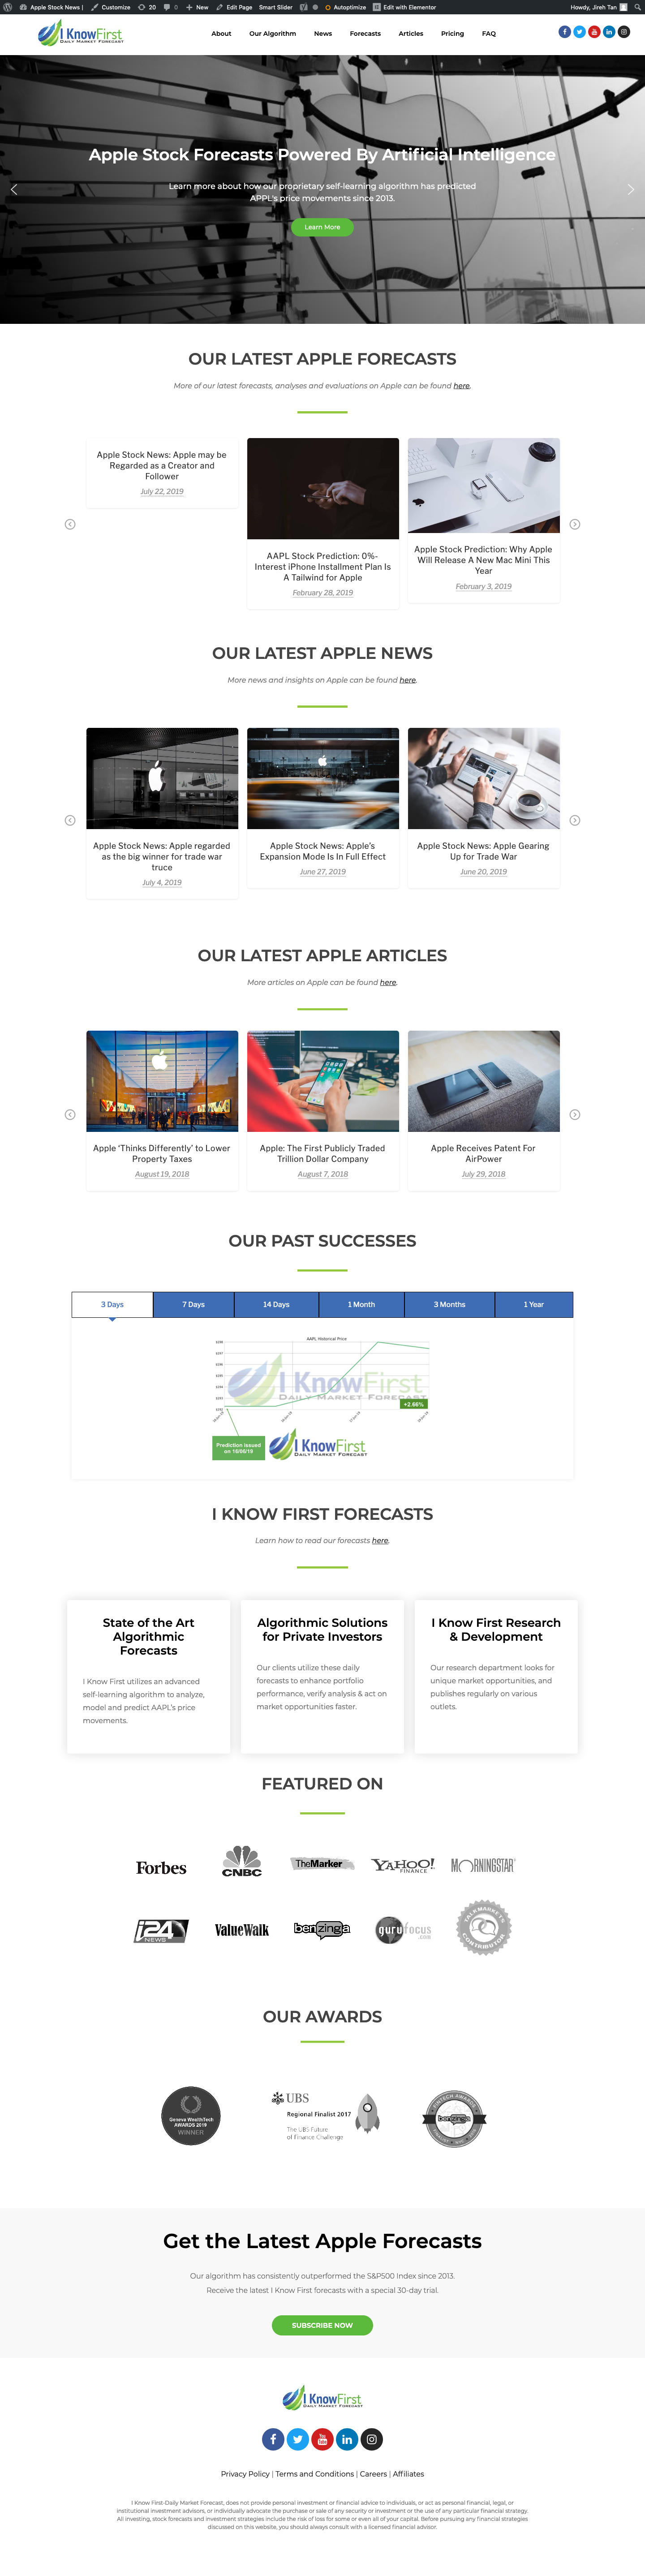 Apple Stock News |
Customize
20
0
New
Edit Page
Smart Slider
Autoptimize
Edit with Elementor
Howdy, Jireh Tan
I KnowFirst
DAILY MARKET FORECAST
About
Our Algorithm
News
Forecasts
Articles
Pricing
FAQ
Apple Stock Forecasts Powered By Artificial Intelligence
Learn more about how our proprietary self-learning algorithm has predicted
APPL's price movements since 2013.
Learn More
OUR LATEST APPLE FORECASTS
More of our latest forecasts, analyses and evaluations on Apple can be found here.
Apple Stock News: Apple may be
Regarded as a Creator and
Follower
July 22, 2019
AAPL Stock Prediction: 0%-
Interest iPhone Installment Plan Is
A Tailwind for Apple
February 28, 2019
Apple Stock Prediction: Why Apple
Will Release A New Mac Mini This
Year
February 3, 2019
OUR LATEST APPLE NEWS
More news and insights on Apple can be found here.
Apple Stock News: Apple regarded
as the big winner for trade war
truce
July 4, 2019
Apple Stock News: Apple's
Expansion Mode Is In Full Effect
June 27, 2019
Apple Stock News: Apple Gearing
Up for Trade War
June 20, 2019
OUR LATEST APPLE ARTICLES
More articles on Apple can be found here.
Apple 'Thinks Differently' to Lower
Property Taxes
August 19, 2018
Apple: The First Publicly Traded
Trillion Dollar Company
August 7, 2018
Apple Receives Patent For
AirPower
July 29, 2018
OUR PAST SUCCESSES
3 Days
7 Days
14 Days
1 Month
3 Months
1 Year
AAPL Historical Price
I KnowFirst
DAILY MARKET FORECAST
+2.66%
Prediction issued
on 16/06/19
I KnowFirst
DAILY MARKET FORECAST
I KNOW FIRST FORECASTS
Learn how to read our forecasts here.
State of the Art
Algorithmic
Forecasts
I Know First utilizes an advanced
self-learning algorithm to analyze,
model and predict AAPL's price
movements.
Algorithmic Solutions
for Private Investors
Our clients utilize these daily
forecasts to enhance portfolio
performance, verify analysis & act on
market opportunities faster.
I Know First Research
& Development
Our research department looks for
unique market opportunities, and
publishes regularly on various
outlets.
FEATURED ON
Forbes
CNBC
TheMarker
YAHOO!
FINANCE
MORNINGSTAR
i24
NEWS
ValueWalk
benzinga
gurufocus
.com
TALKMARKETS
CONTRIBUTOR
OUR AWARDS
Geneva WealthTech
AWARDS 2019
WINNER
UBS
Regional Finalist 2017
The UBS Future
of Finance Challenge
FINTECH AWARDS
benzinga
Get the Latest Apple Forecasts
Our algorithm has consistently outperformed the S&P500 Index since 2013.
Receive the latest I Know First forecasts with a special 30-day trial.
SUBSCRIBE NOW
I KnowFirst
DAILY MARKET FORECAST
Privacy Policy | Terms and Conditions | Careers | Affiliates
I Know First-Daily Market Forecast, does not provide personal investment or financial advice to individuals, or act as personal financial, legal, or
institutional investment advisors, or individually advocate the purchase or sale of any security or investment or the use of any particular financial strategy.
All investing, stock forecasts and investment strategies include the risk of loss for some or even all of your capital. Before pursuing any financial strategies
discussed on this website, you should always consult with a licensed financial advisor.